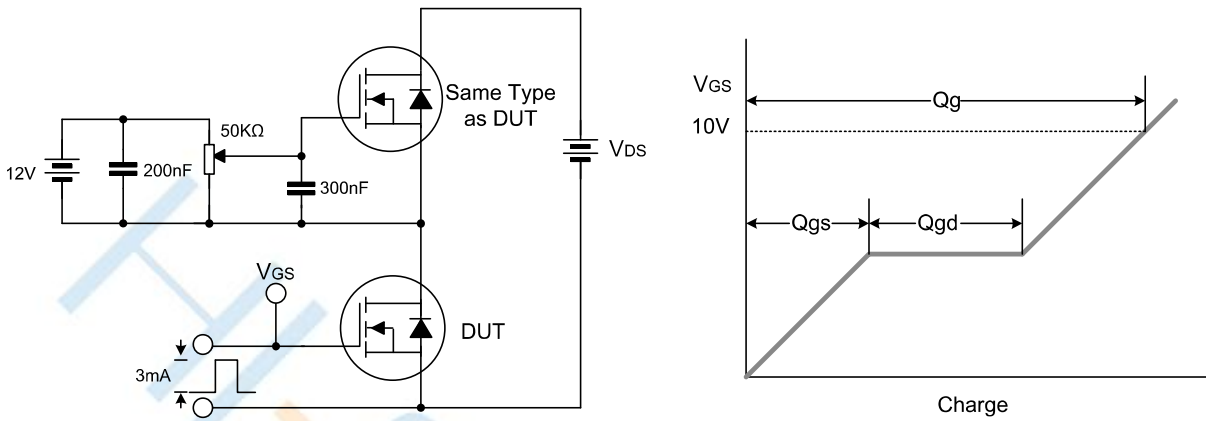 Same Type
as DUT
50KΩ
12V
200nF
300nF
VDS
VGS
DUT
3mA
VGS
10V
Qg
Qgs
Qgd
Charge